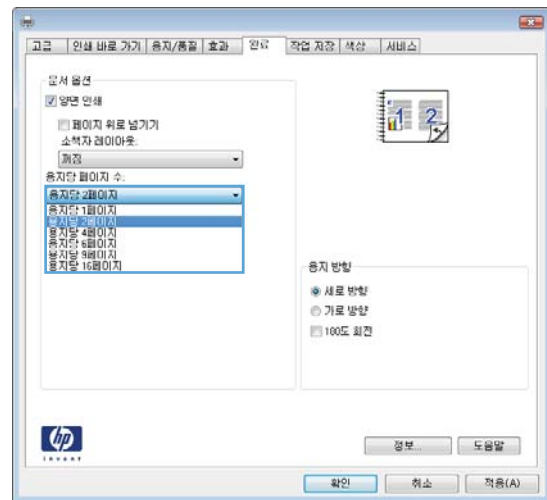 고급 인쇄 바로 가기 용지/품질 효과 완료 작업 저장 색상 서비스
문서 옵션
양면 인쇄
페이지 위로 넘기기
소책자 레이아웃:
꺼짐
용지당 페이지 수:
용지당 2페이지
용지당 1페이지
용지당 2페이지
용지당 4페이지
용지당 6페이지
용지당 9페이지
용지당 16페이지
1 2
용지 방향
세로 방향
가로 방향
180도 회전
hp
invent
정보... 도움말
확인 취소 적용(A)